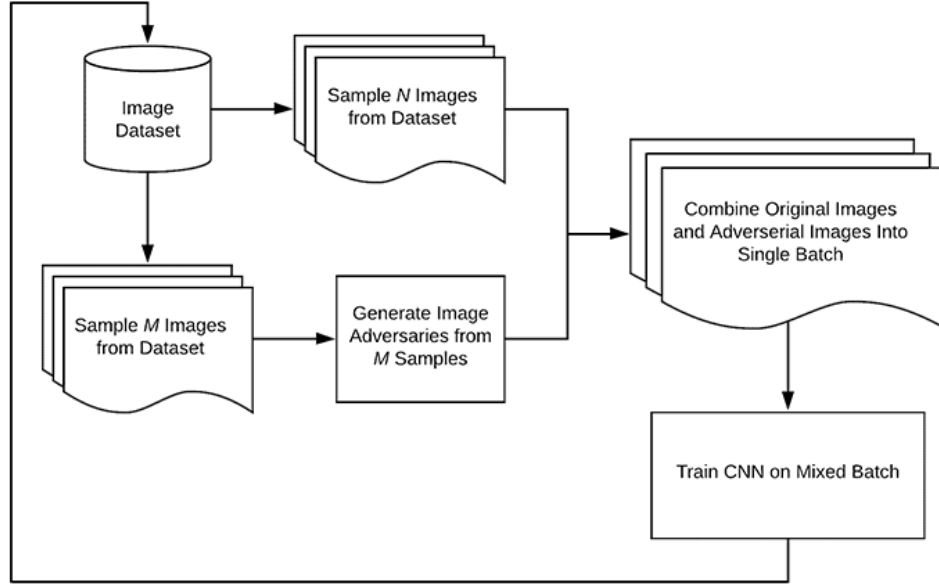 Image
Dataset
Sample N Images
from Dataset
Combine Original Images
and Adverserial Images Into
Single Batch
Sample M Images
from Dataset
Generate Image
Adversaries from
M Samples
Train CNN on Mixed Batch